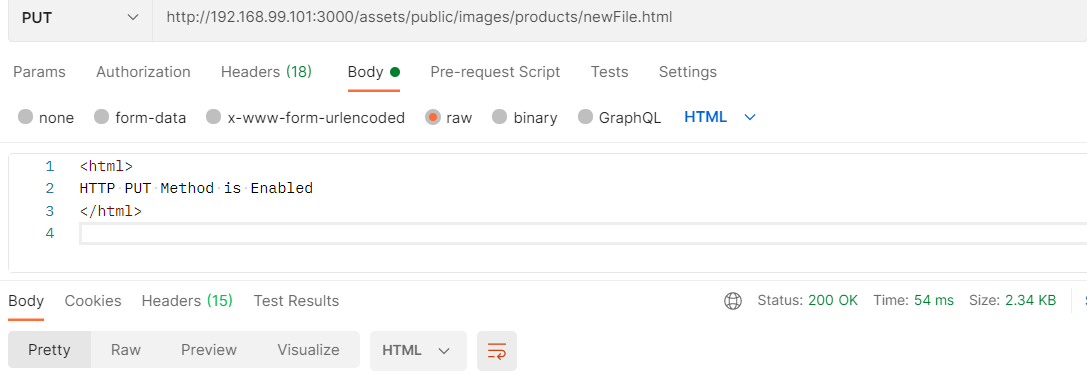 PUT http://192.168.99.101:3000/assets/public/images/products/newFile.html
Params Authorization Headers (18) Body Pre-request Script Tests Settings
none form-data x-www-form-urlencoded raw binary GraphQL HTML
1 <html>
2 HTTP PUT Method is Enabled
3 </html>
4
Body Cookies Headers (15) Test Results Status: 200 OK Time: 54 ms Size: 2.34 KB
Pretty Raw Preview Visualize HTML